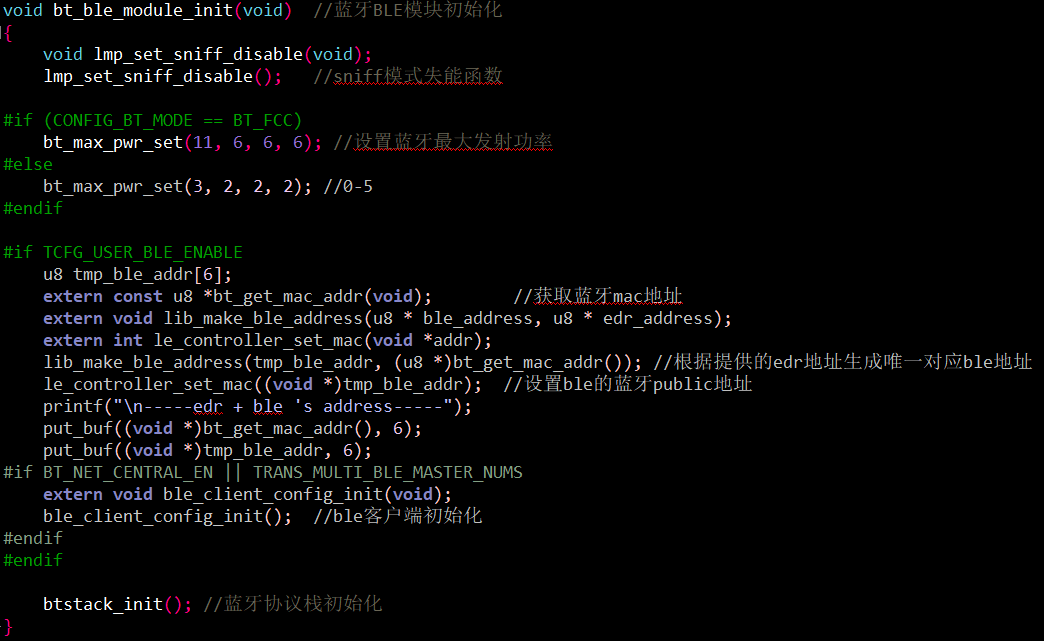 void bt_ble_module_init(void)  //蓝牙BLE模块初始化
{
    void lmp_set_sniff_disable(void);
    lmp_set_sniff_disable();   //sniff模式失能函数

#if (CONFIG_BT_MODE == BT_FCC)
    bt_max_pwr_set(11, 6, 6, 6); //设置蓝牙最大发射功率
#else
    bt_max_pwr_set(3, 2, 2, 2); //0-5
#endif

#if TCFG_USER_BLE_ENABLE
    u8 tmp_ble_addr[6];
    extern const u8 *bt_get_mac_addr(void);        //获取蓝牙mac地址
    extern void lib_make_ble_address(u8 * ble_address, u8 * edr_address);
    extern int le_controller_set_mac(void *addr);
    lib_make_ble_address(tmp_ble_addr, (u8 *)bt_get_mac_addr()); //根据提供的edr地址生成唯一对应ble地址
    le_controller_set_mac((void *)tmp_ble_addr);  //设置ble的蓝牙public地址
    printf("\n-----edr + ble 's address-----");
    put_buf((void *)bt_get_mac_addr(), 6);
    put_buf((void *)tmp_ble_addr, 6);
#if BT_NET_CENTRAL_EN || TRANS_MULTI_BLE_MASTER_NUMS
    extern void ble_client_config_init(void);
    ble_client_config_init();  //ble客户端初始化
#endif
#endif

    btstack_init(); //蓝牙协议栈初始化
}